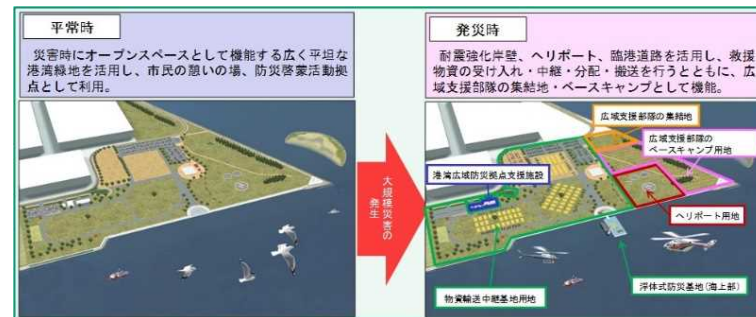 平常時
災害時にオープンスペースとして機能する広く平坦な
港湾緑地を活用し、市民の憩いの場、防災啓蒙活動拠
点として利用。
大規模災害の
発生
発災時
耐震強化岸壁、ヘリポート、臨港道路を活用し、救援
物資の受け入れ・中継・分配・搬送を行うとともに、広
域支援部隊の集結地・ベースキャンプとして機能。
広域支援部隊の集結地
広域支援部隊の
ベースキャンプ用地
港湾広域防災拠点支援施設
ヘリポート用地
物資輸送中継基地用地
浮体式防災基地(海上部)